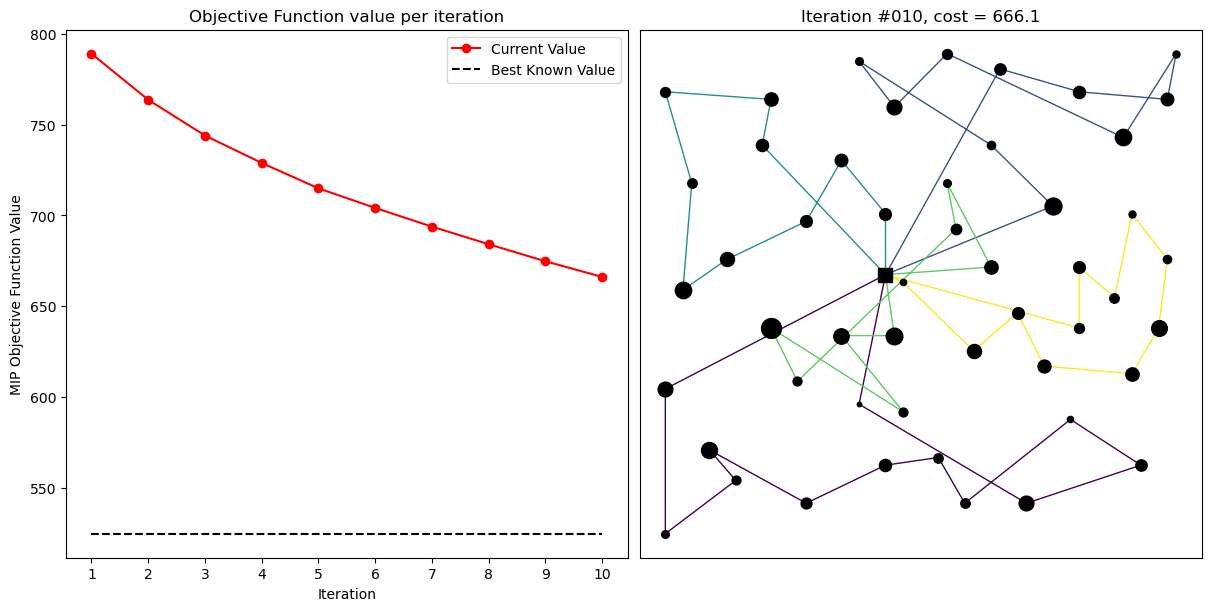 Objective Function value per iteration
Current Value
Best Known Value
MIP Objective Function Value
800
750
700
650
600
550
1 2 3 4 5 6 7 8 9 10
Iteration
Iteration #010, cost = 666.1